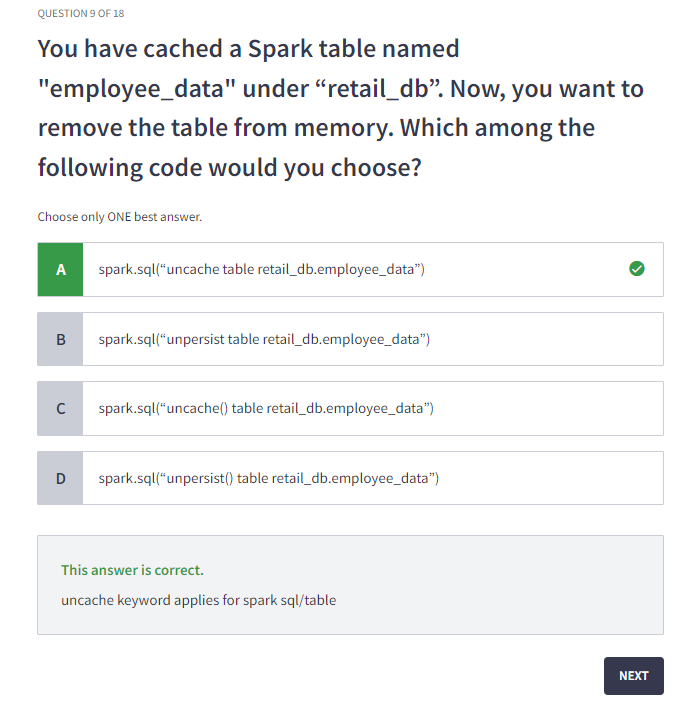 QUESTION 9 OF 18
You have cached a Spark table named
"employee_data" under “retail_db”. Now, you want to
remove the table from memory. Which among the
following code would you choose?
Choose only ONE best answer.
A spark.sql(“uncache table retail_db.employee_data”)
B spark.sql(“unpersist table retail_db.employee_data”)
C spark.sql(“uncache() table retail_db.employee_data”)
D spark.sql(“unpersist() table retail_db.employee_data”)
This answer is correct.
uncache keyword applies for spark sql/table
NEXT